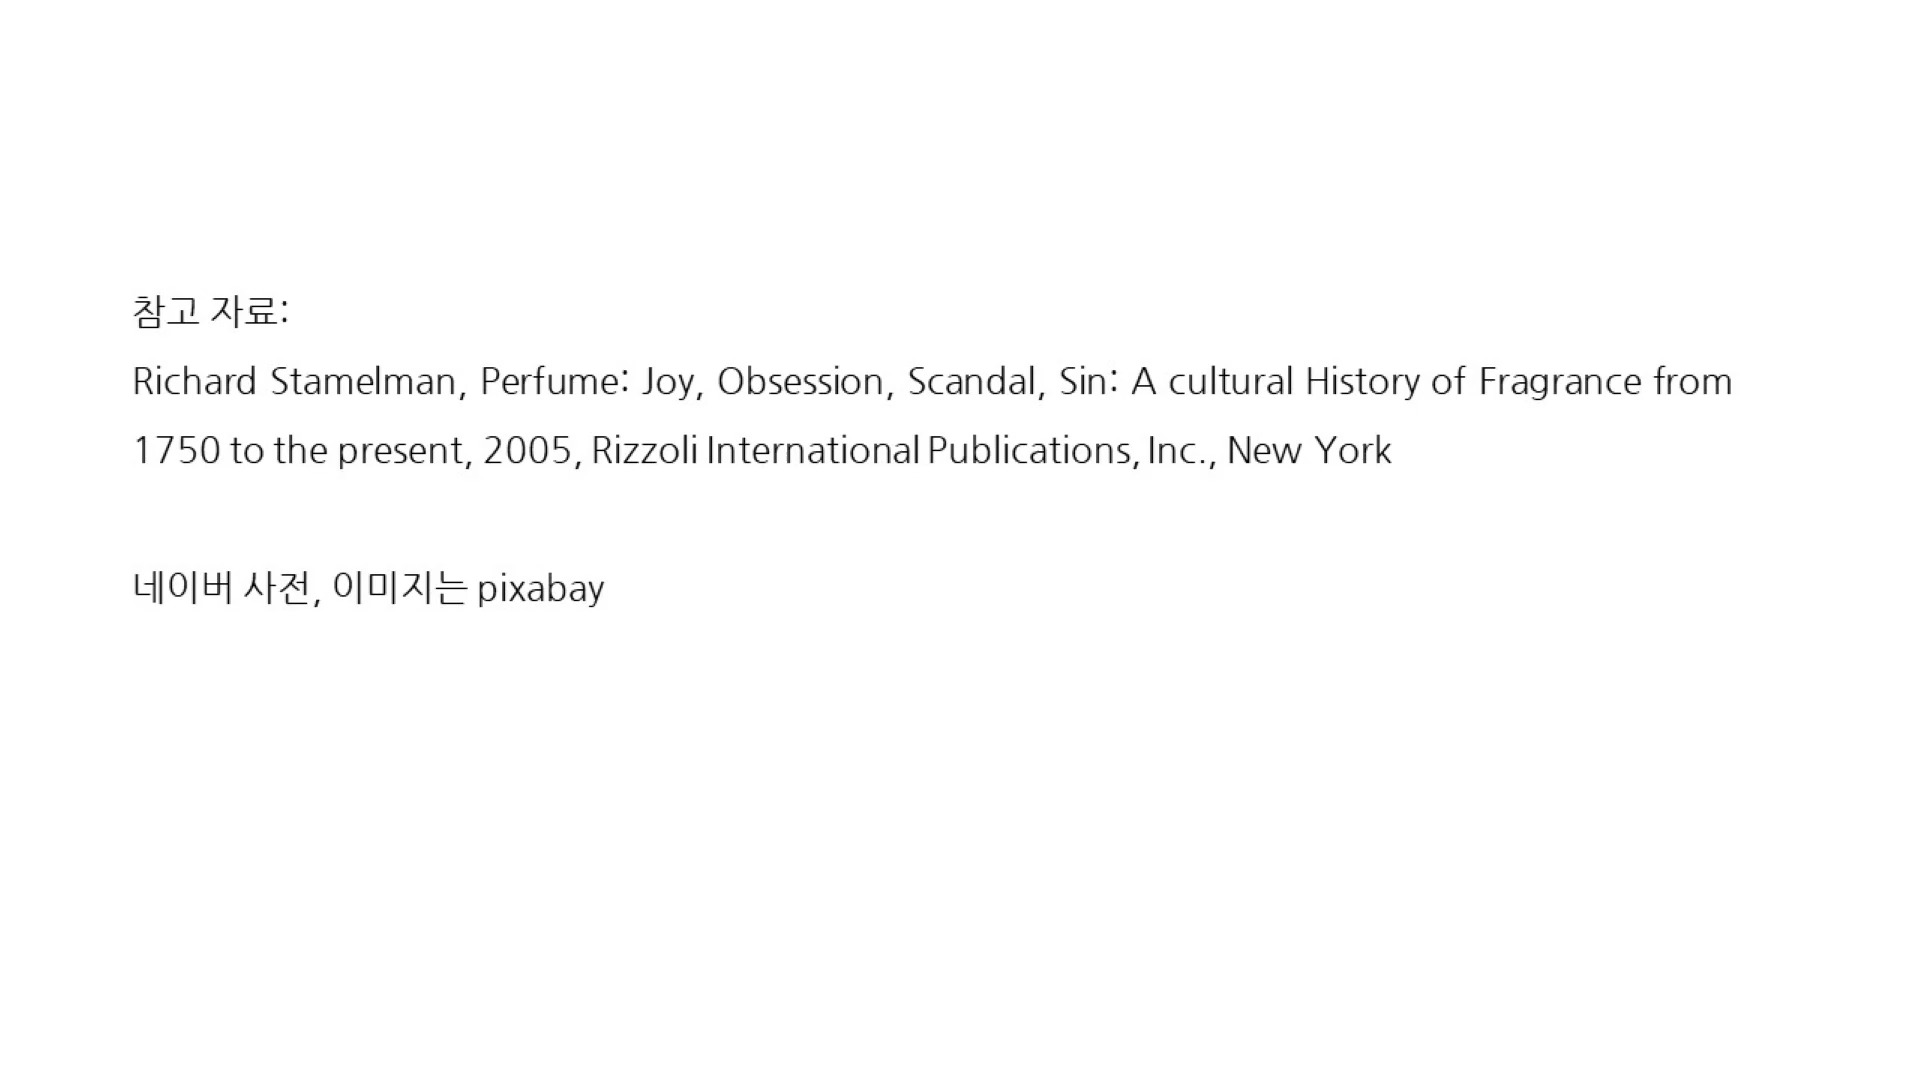 참고 자료:
Richard Stamelman, Perfume: Joy, Obsession, Scandal, Sin: A cultural History of Fragrance from
1750 to the present, 2005, Rizzoli International Publications, Inc., New York
네이버 사전, 이미지는 pixabay